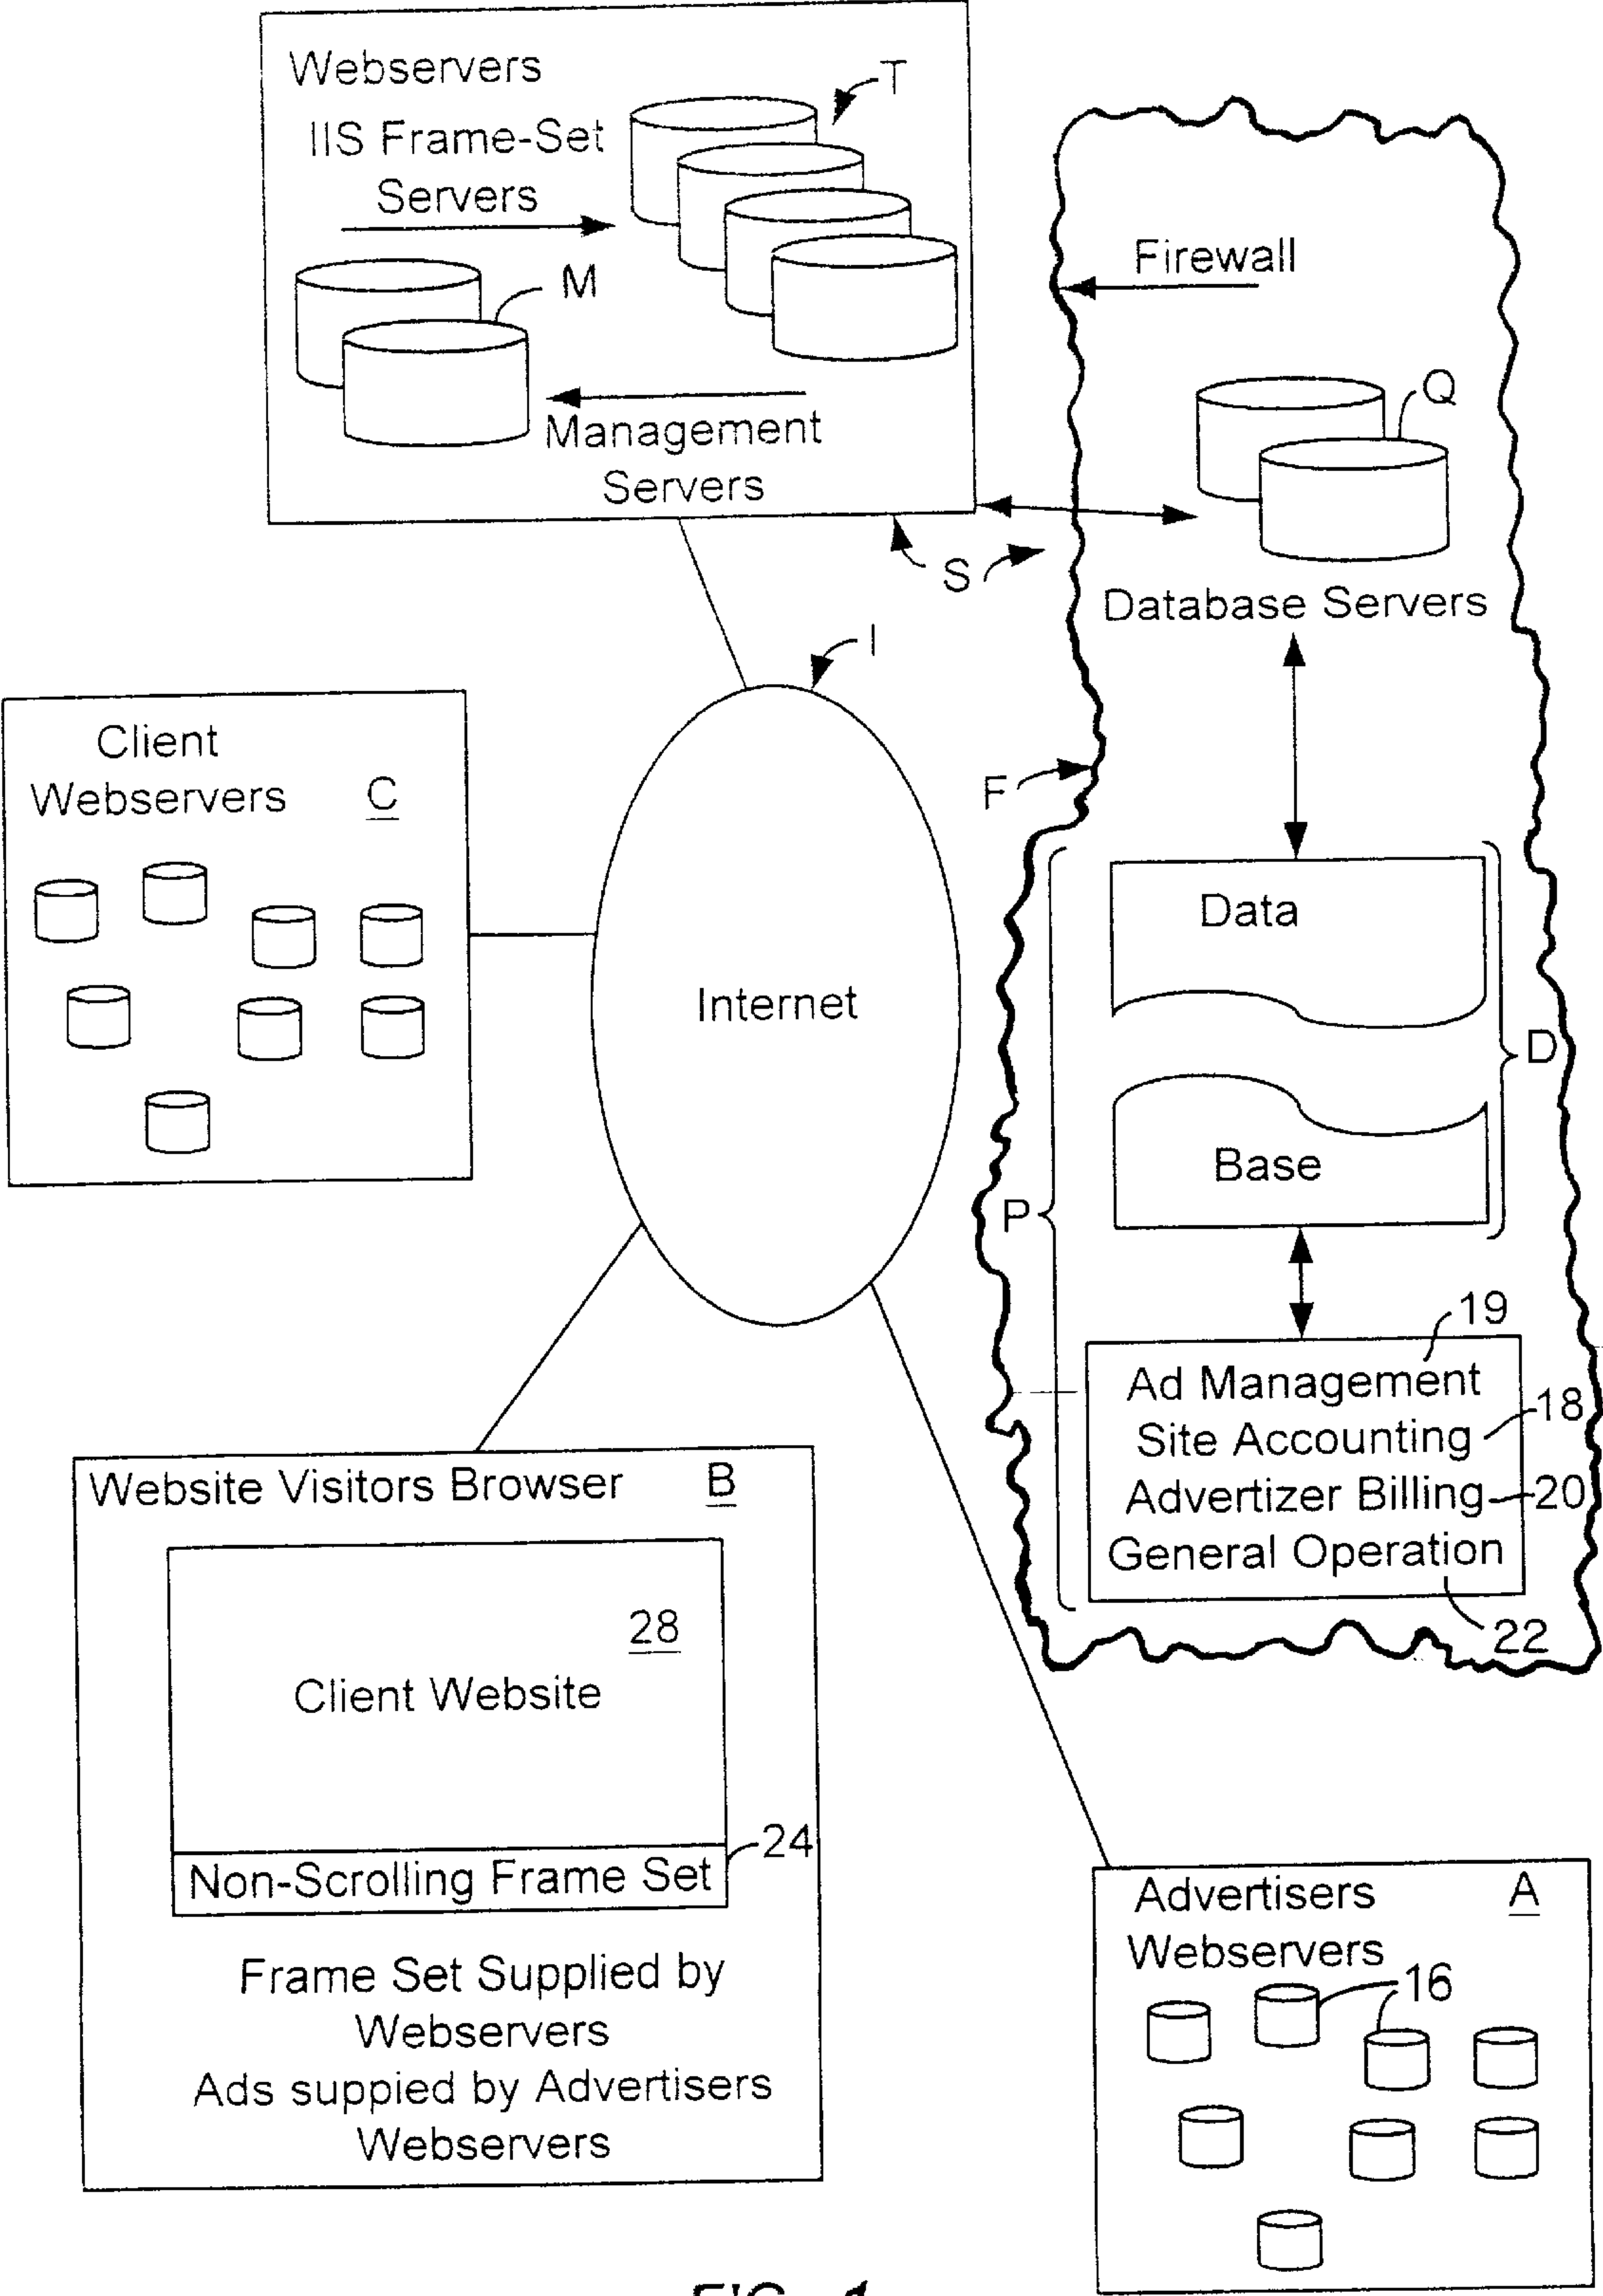 Webservers
T
IIS Frame-Set
Servers
M
Management
Servers
Firewall
Q
S
Database Servers
I
Client
Webservers C
F
Data
Internet
D
Base
P
19
Ad Management
Site Accounting 18
Advertizer Billing 20
General Operation
22
Website Visitors Browser B
28
Client Website
24
Non-Scrolling Frame Set
Frame Set Supplied by
Webservers
Ads suppied by Advertisers
Webservers
Advertisers A
Webservers
16
FIG. 1